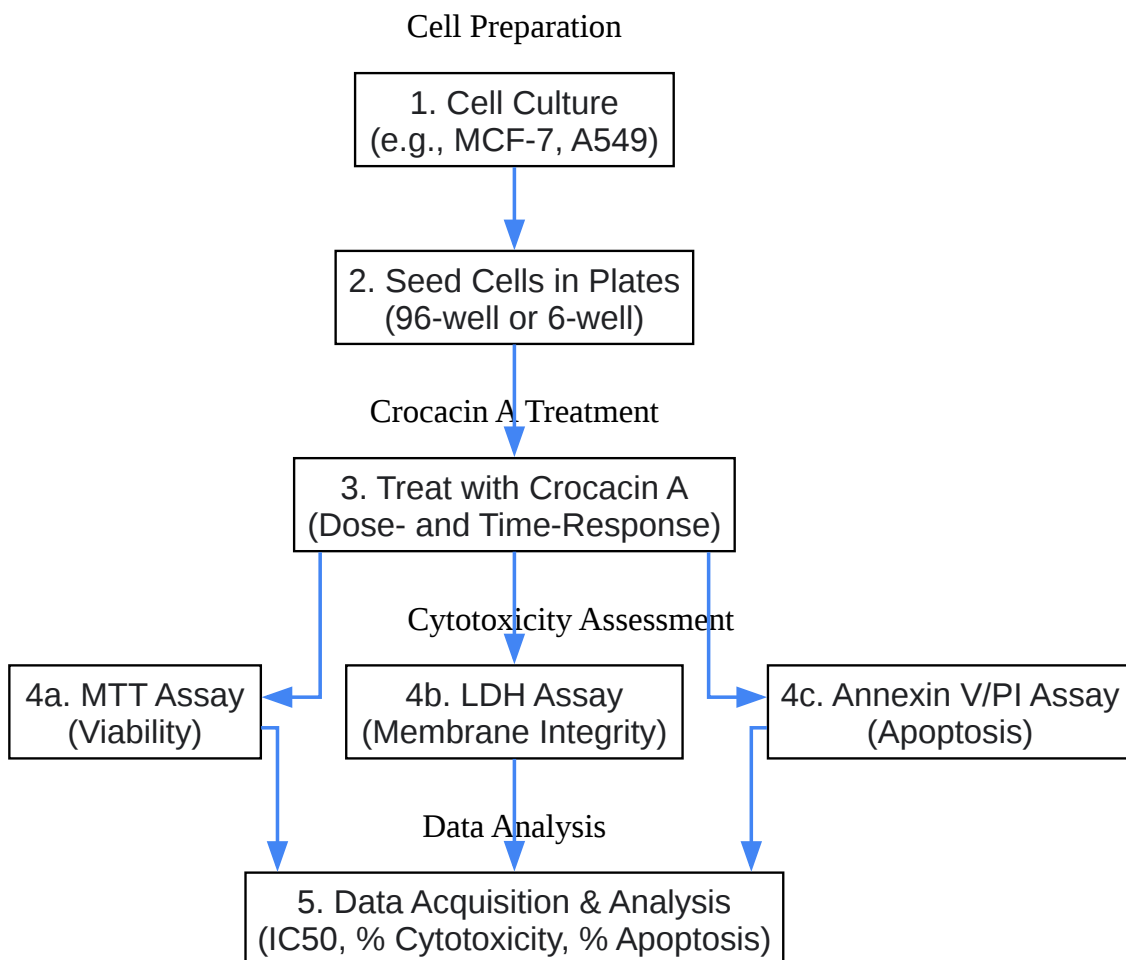 Cell Preparation
1. Cell Culture
(e.g., MCF-7, A549)
2. Seed Cells in Plates
(96-well or 6-well)
Crocacin A Treatment
3. Treat with Crocacin A
(Dose- and Time-Response)
Cytotoxicity Assessment
4a. MTT Assay
(Viability)
4b. LDH Assay
(Membrane Integrity)
4c. Annexin V/PI Assay
(Apoptosis)
Data Analysis
5. Data Acquisition & Analysis
(IC50, % Cytotoxicity, % Apoptosis)